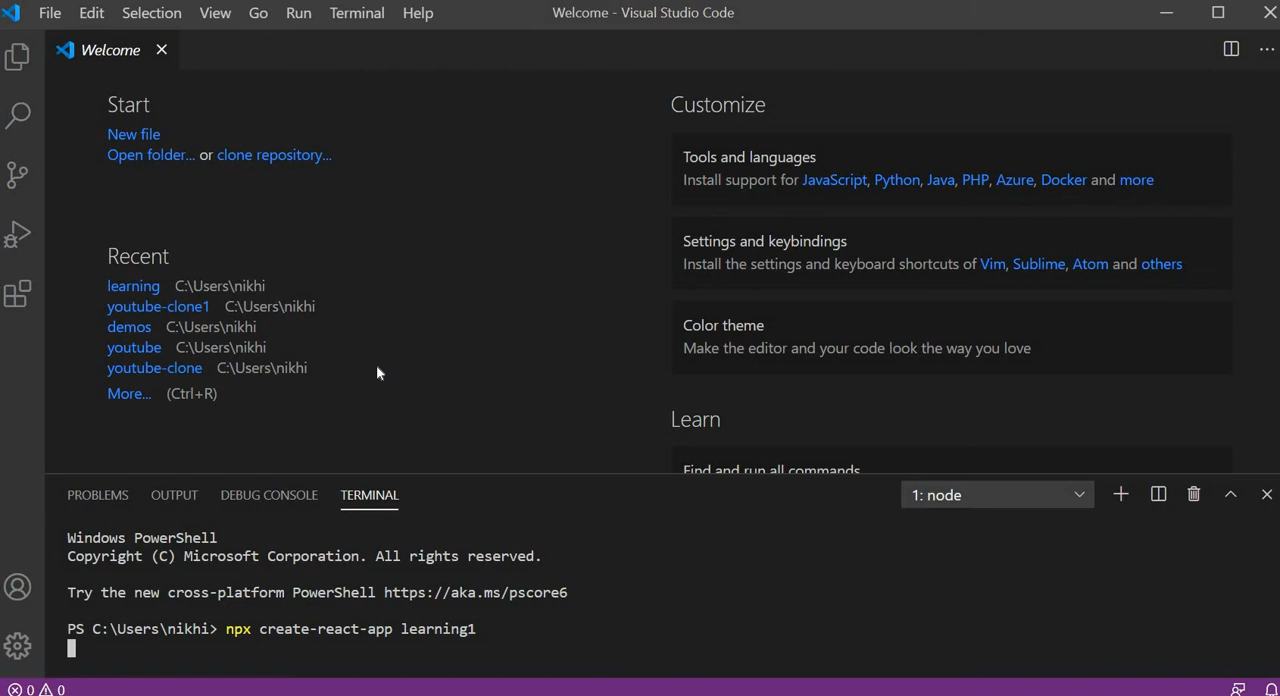 File Edit Selection View Go Run Terminal Help Welcome - Visual Studio Code
Welcome
Start
New file
Open folder... or clone repository...
Recent
learning C:\Users\nikhi
youtube-clone1 C:\Users\nikhi
demos C:\Users\nikhi
youtube C:\Users\nikhi
youtube-clone C:\Users\nikhi
More... (Ctrl+R)
Customize
Tools and languages
Install support for JavaScript, Python, Java, PHP, Azure, Docker and more
Settings and keybindings
Install the settings and keyboard shortcuts of Vim, Sublime, Atom and others
Color theme
Make the editor and your code look the way you love
Learn
Find and run all commands
PROBLEMS OUTPUT DEBUG CONSOLE TERMINAL 1: node
Windows PowerShell
Copyright (C) Microsoft Corporation. All rights reserved.
Try the new cross-platform PowerShell https://aka.ms/pscore6
PS C:\Users\nikhi> npx create-react-app learning1
0 0